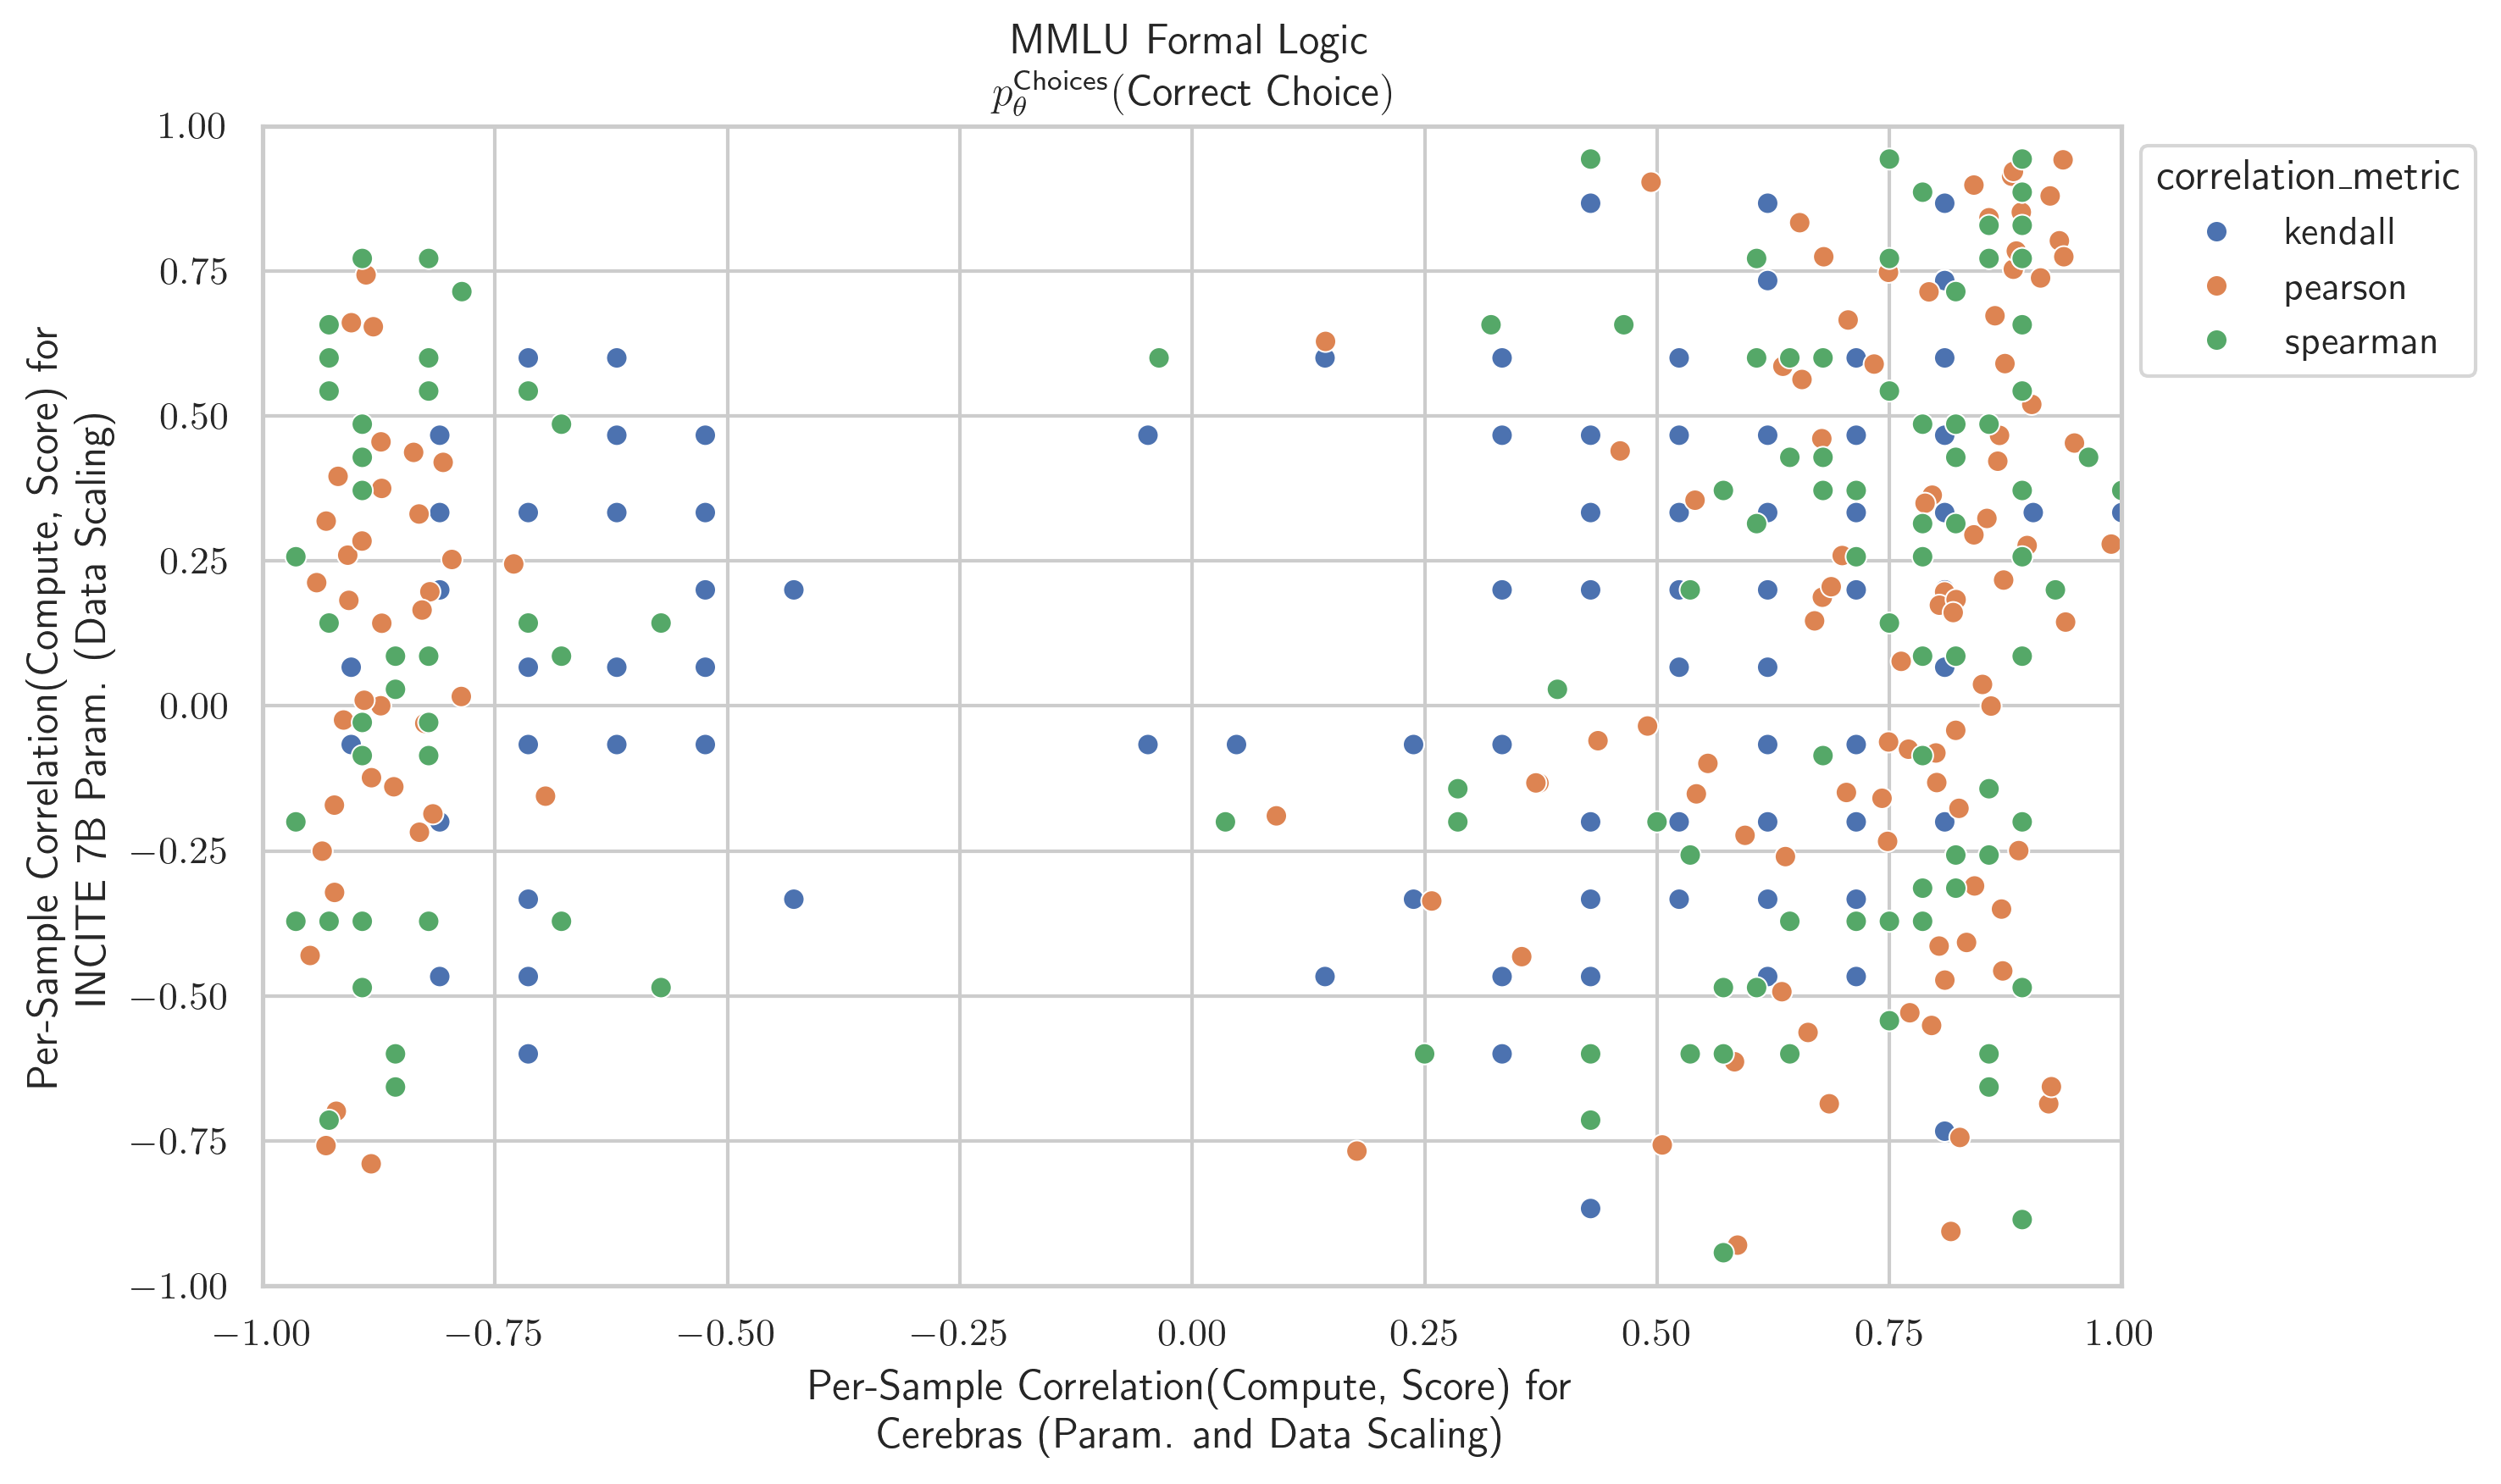 MMLU Formal Logic
p_θ^Choices(Correct Choice)
1.00
0.75
0.50
0.25
0.00
−0.25
−0.50
−0.75
−1.00
Per-Sample Correlation(Compute, Score) for
INCITE 7B Param. (Data Scaling)
correlation_metric
kendall
pearson
spearman
−1.00 −0.75 −0.50 −0.25 0.00 0.25 0.50 0.75 1.00
Per-Sample Correlation(Compute, Score) for
Cerebras (Param. and Data Scaling)